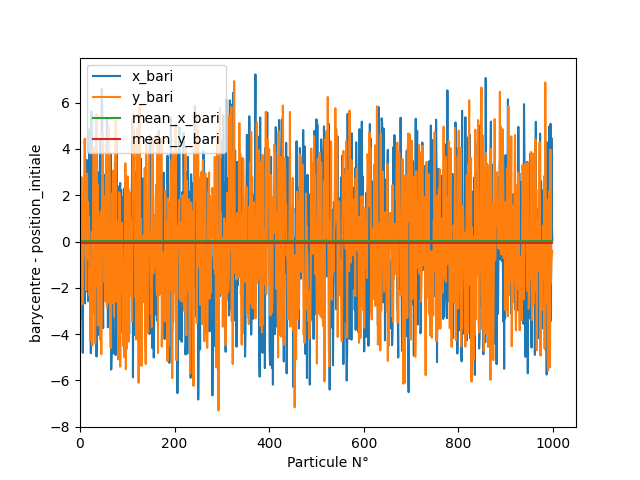 x_bari
y_bari
mean_x_bari
mean_y_bari
6
4
2
0
−2
−4
−6
−8
barycentre - position_initiale
0 200 400 600 800 1000
Particule N°